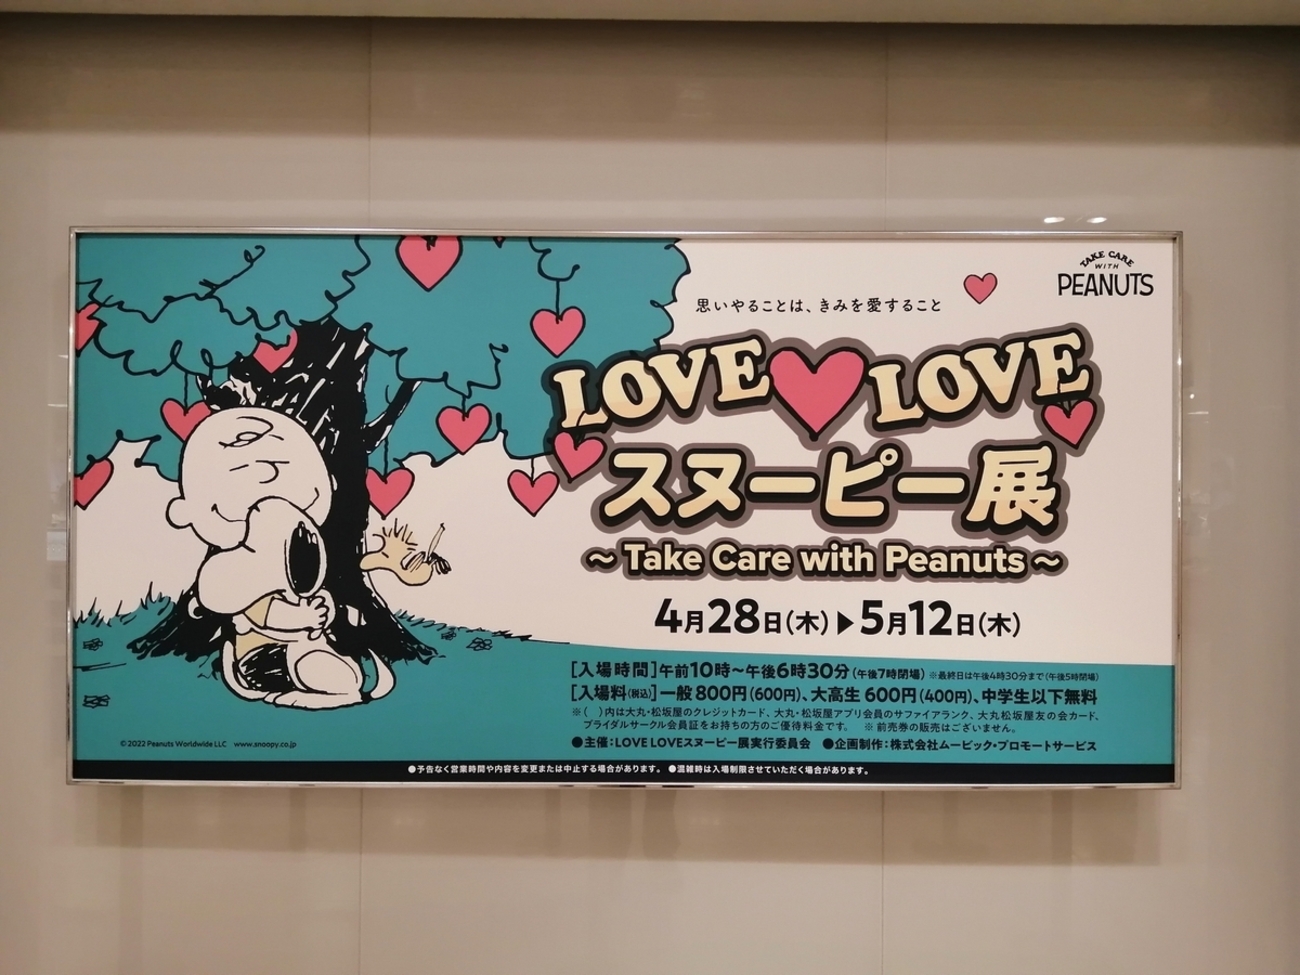 TAKE CARE
WITH
PEANUTS
思いやることは、きみを愛すること
LOVE LOVE
スヌーピー展
~ Take Care with Peanuts ~
4月28日(木)▶5月12日(木)
[入場時間]午前10時～午後6時30分(午後7時閉場) ※最終日は午後4時30分まで(午後5時閉場)
[入場料(税込)]一般800円(600円)、大高生600円(400円)、中学生以下無料
※( )内は大丸・松坂屋のクレジットカード、大丸・松坂屋アプリ会員のサファイアランク、大丸松坂屋友の会カード、
ブライダルサークル会員証をお持ちの方のご優待料金です。 ※前売券の販売はございません。
●主催:LOVE LOVEスヌーピー展実行委員会 ●企画制作:株式会社ムービック・プロモートサービス
© 2022 Peanuts Worldwide LLC www.snoopy.co.jp
●予告なく営業時間や内容を変更または中止する場合があります。 ●混雑時は入場制限させていただく場合があります。